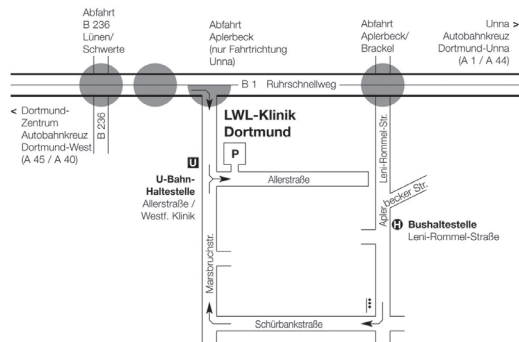 Abfahrt
B 236
Lünen/
Schwerte
Abfahrt
Aplerbeck
(nur Fahrtrichtung
Unna)
Abfahrt
Aplerbeck/
Brackel
Unna >
Autobahnkreuz
Dortmund-Unna
(A 1 / A 44)
B 1 Ruhrschnellweg
< Dortmund-
Zentrum
Autobahnkreuz
Dortmund-West
(A 45 / A 40)
B 236
LWL-Klinik
Dortmund
P
U
U-Bahn-
Haltestelle
Allerstraße /
Westf. Klinik
Allerstraße
Leni-Rommel-Str.
Aplerbecker Str.
H Bushaltestelle
Leni-Rommel-Straße
Marsbruchstr.
Schürbankstraße